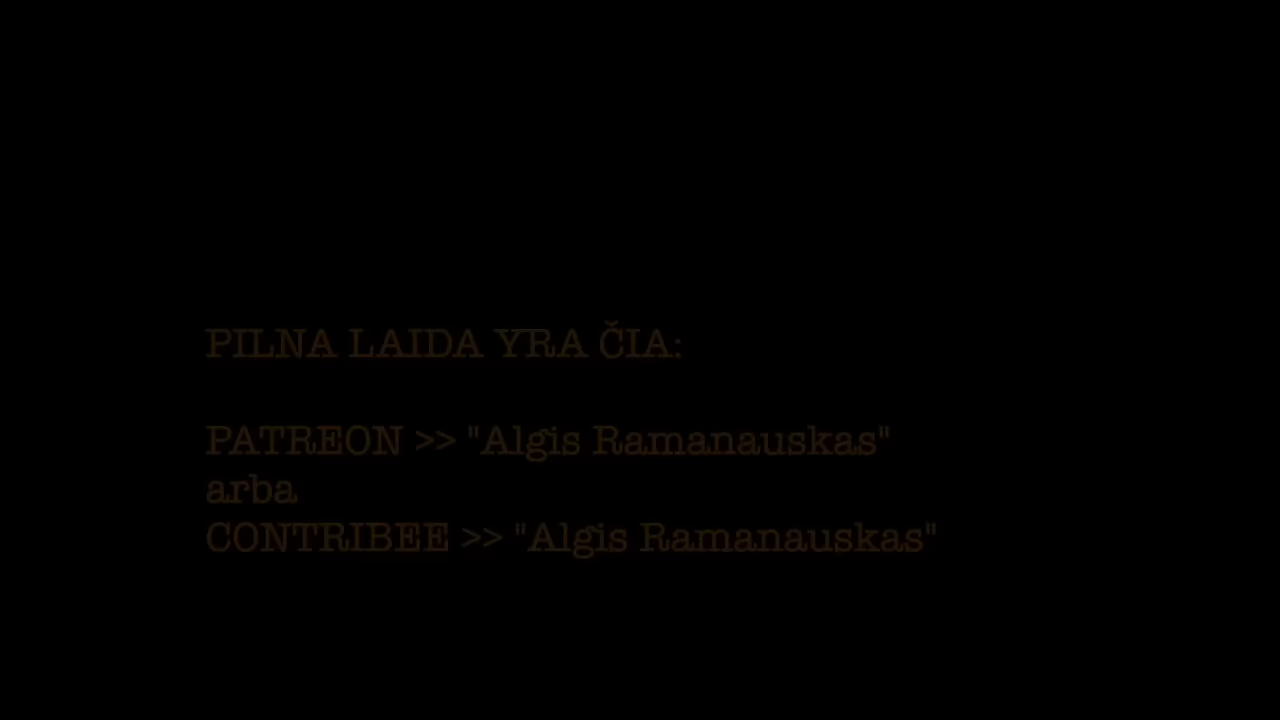 PILNA LAIDA YRA ČIA:
PATREON >> "Algis Ramanauskas"
arba
CONTRIBEE >> "Algis Ramanauskas"